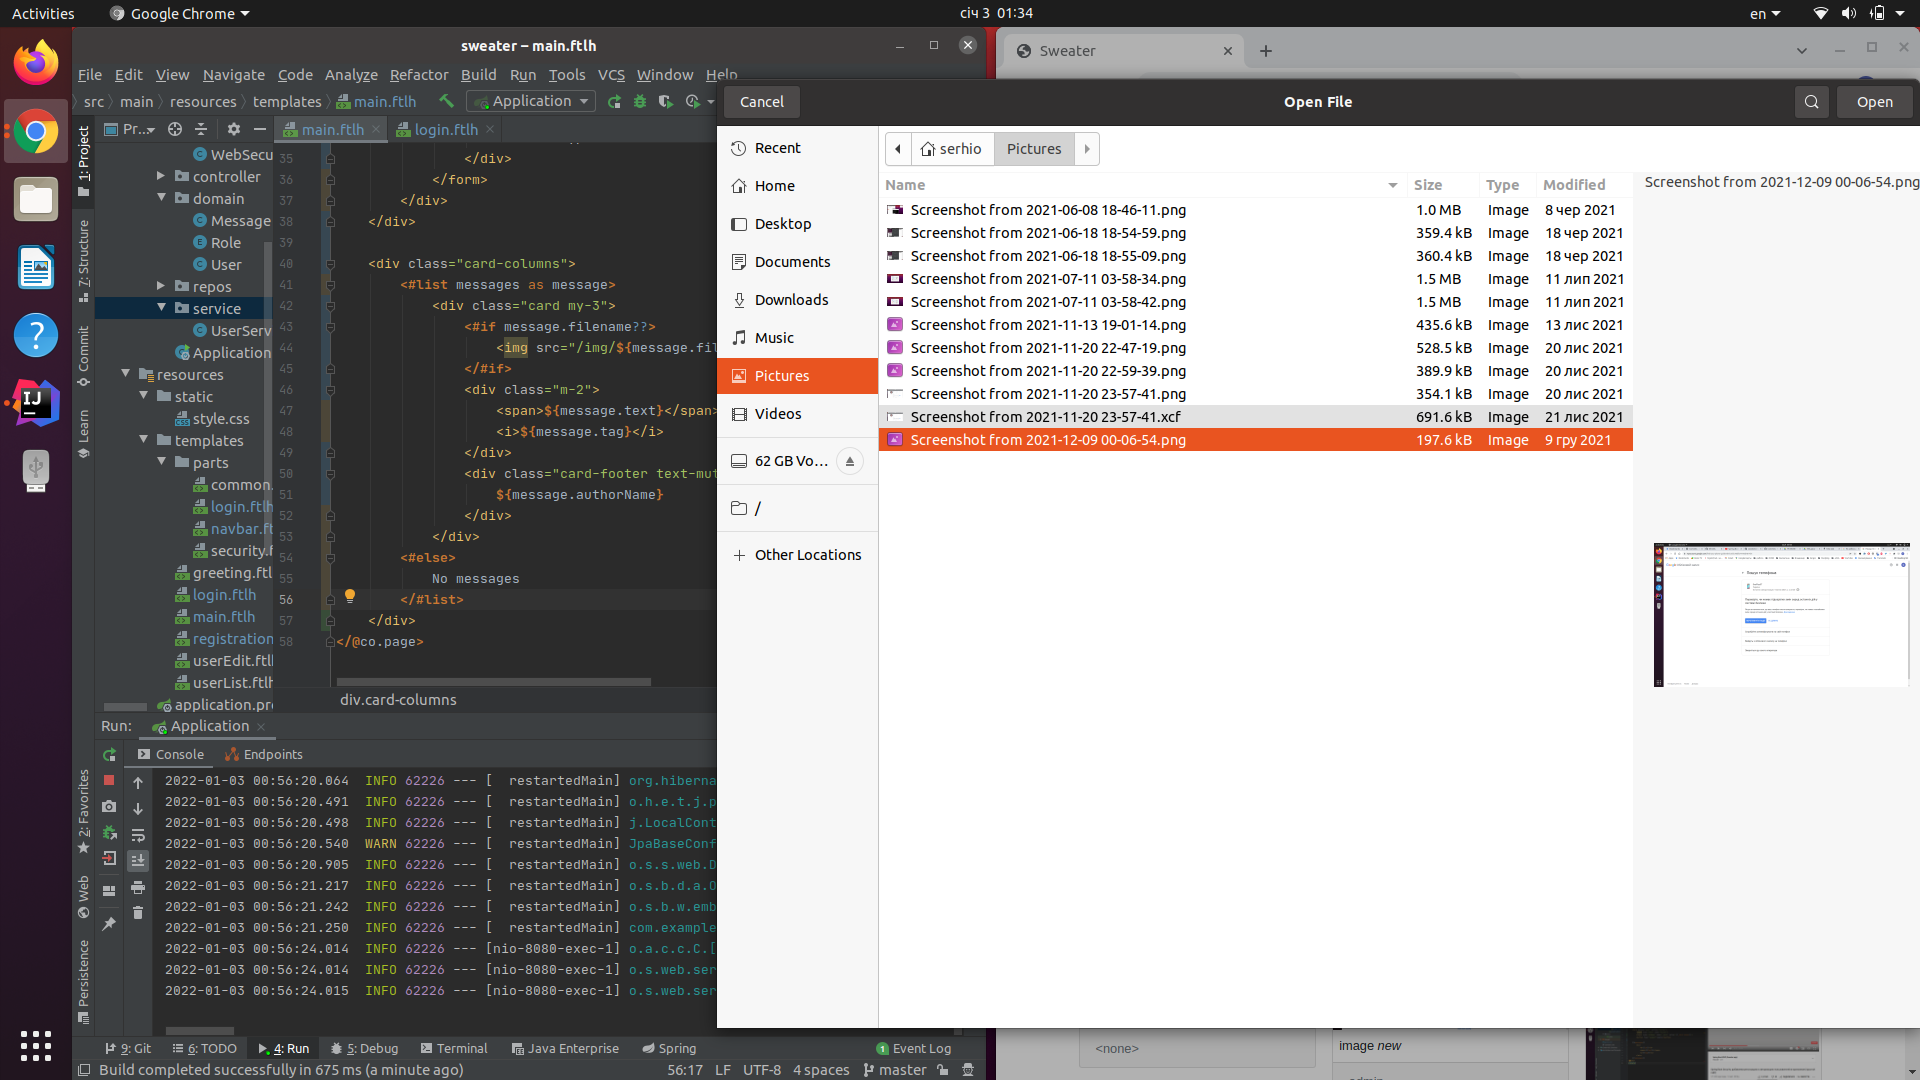 Activities
Google Chrome
січ 3 01:34
en
sweater – main.ftlh
File Edit View Navigate Code Analyze Refactor Build Run Tools VCS Window Help
src main resources templates main.ftlh
Application
1: Project
7: Structure
Commit
Learn
2: Favorites
Web
Persistence
Pr...
main.ftlh
login.ftlh
WebSecu
controller
domain
Message
Role
User
repos
service
UserServ
Application
resources
static
style.css
templates
parts
common.
login.ftlh
navbar.ft
security.f
greeting.ftl
login.ftlh
main.ftlh
registration
userEdit.ftlh
userList.ftlh
application.pro
35 </div>
36 </form>
37 </div>
38 </div>
39
40 <div class="card-columns">
41 <#list messages as message>
42 <div class="card my-3">
43 <#if message.filename??>
44 <img src="/img/${message.fil
45 </#if>
46 <div class="m-2">
47 <span>${message.text}</span>
48 <i>${message.tag}</i>
49 </div>
50 <div class="card-footer text-mut
51 ${message.authorName}
52 </div>
53 </div>
54 <#else>
55 No messages
56 </#list>
57 </div>
58 </@co.page>
div.card-columns
Run: Application
Console Endpoints
2022-01-03 00:56:20.064 INFO 62226 --- [ restartedMain] org.hiberna
2022-01-03 00:56:20.491 INFO 62226 --- [ restartedMain] o.h.e.t.j.p
2022-01-03 00:56:20.498 INFO 62226 --- [ restartedMain] j.LocalCont
2022-01-03 00:56:20.540 WARN 62226 --- [ restartedMain] JpaBaseConf
2022-01-03 00:56:20.905 INFO 62226 --- [ restartedMain] o.s.s.web.D
2022-01-03 00:56:21.217 INFO 62226 --- [ restartedMain] o.s.b.d.a.O
2022-01-03 00:56:21.242 INFO 62226 --- [ restartedMain] o.s.b.w.emb
2022-01-03 00:56:21.250 INFO 62226 --- [ restartedMain] com.example
2022-01-03 00:56:24.014 INFO 62226 --- [nio-8080-exec-1] o.a.c.c.C.[
2022-01-03 00:56:24.014 INFO 62226 --- [nio-8080-exec-1] o.s.web.ser
2022-01-03 00:56:24.015 INFO 62226 --- [nio-8080-exec-1] o.s.web.ser
9: Git 6: TODO 4: Run 5: Debug Terminal Java Enterprise Spring 1 Event Log
Build completed successfully in 675 ms (a minute ago)
56:17 LF UTF-8 4 spaces master
Sweater
Cancel
Open File
Open
Recent
Home
Desktop
Documents
Downloads
Music
Pictures
Videos
62 GB Vo...
/
Other Locations
serhio Pictures
Name Size Type Modified
Screenshot from 2021-06-08 18-46-11.png 1.0 MB Image 8 чер 2021
Screenshot from 2021-06-18 18-54-59.png 359.4 kB Image 18 чер 2021
Screenshot from 2021-06-18 18-55-09.png 360.4 kB Image 18 чер 2021
Screenshot from 2021-07-11 03-58-34.png 1.5 MB Image 11 лип 2021
Screenshot from 2021-07-11 03-58-42.png 1.5 MB Image 11 лип 2021
Screenshot from 2021-11-13 19-01-14.png 435.6 kB Image 13 лис 2021
Screenshot from 2021-11-20 22-47-19.png 528.5 kB Image 20 лис 2021
Screenshot from 2021-11-20 22-59-39.png 389.9 kB Image 20 лис 2021
Screenshot from 2021-11-20 23-57-41.png 354.1 kB Image 20 лис 2021
Screenshot from 2021-11-20 23-57-41.xcf 691.6 kB Image 21 лис 2021
Screenshot from 2021-12-09 00-06-54.png 197.6 kB Image 9 гру 2021
Screenshot from 2021-12-09 00-06-54.png
<none>
image new